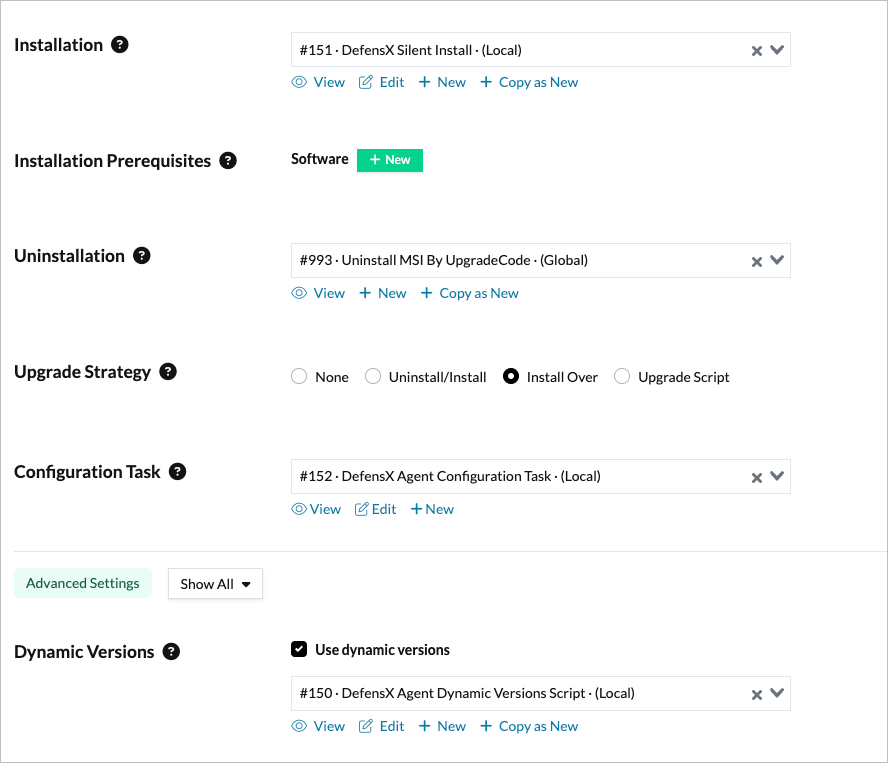 Installation ?
#151 · DefensX Silent Install · (Local)
View Edit + New + Copy as New
Installation Prerequisites ?
Software + New
Uninstallation ?
#993 · Uninstall MSI By UpgradeCode · (Global)
View + New + Copy as New
Upgrade Strategy ?
None Uninstall/Install Install Over Upgrade Script
Configuration Task ?
#152 · DefensX Agent Configuration Task · (Local)
View Edit + New
Advanced Settings Show All
Dynamic Versions ?
Use dynamic versions
#150 · DefensX Agent Dynamic Versions Script · (Local)
View Edit + New + Copy as New